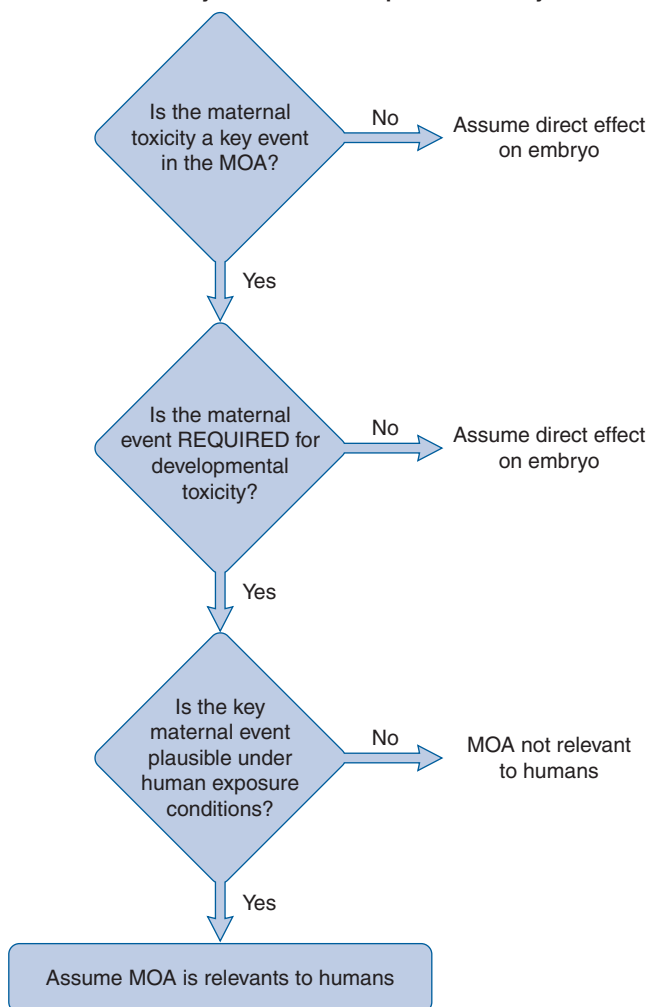 Is the maternal
toxicity a key event
in the MOA?
No
Assume direct effect
on embryo
Yes
Is the maternal
event REQUIRED for
developmental
toxicity?
No
Assume direct effect
on embryo
Yes
Is the key
maternal event
plausible under
human exposure
conditions?
No
MOA not relevant
to humans
Yes
Assume MOA is relevants to humans